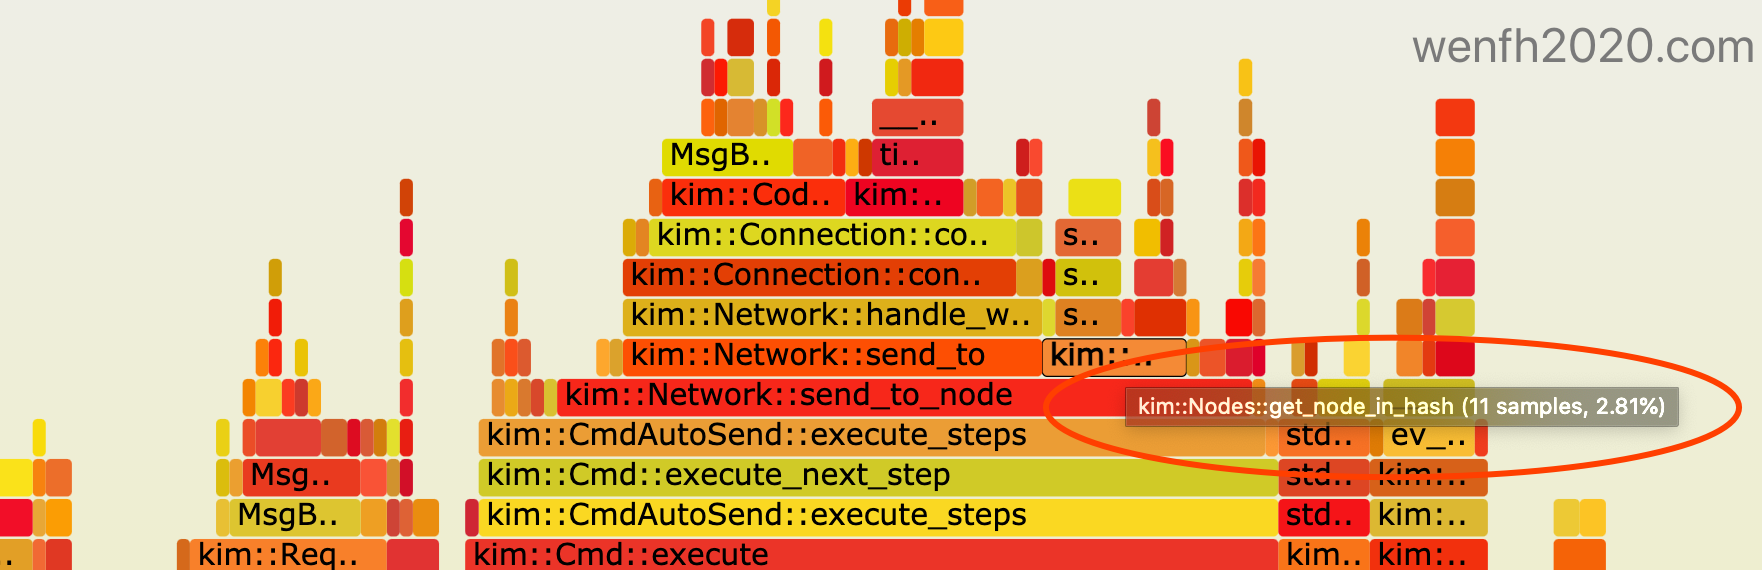 wenfh2020.com
__..
MsgB.. ti..
kim::Cod.. kim:..
kim::Connection::co.. s..
kim::Connection::con.. s..
kim::Network::handle_w.. s..
kim::Network::send_to kim::..
kim::Network::send_to_node
kim::Nodes::get_node_in_hash (11 samples, 2.81%)
kim::CmdAutoSend::execute_steps std.. ev_..
Msg.. kim::Cmd::execute_next_step std.. kim:..
MsgB.. kim::CmdAutoSend::execute_steps std.. kim:..
.. kim::Req.. kim::Cmd::execute kim.. kim:..